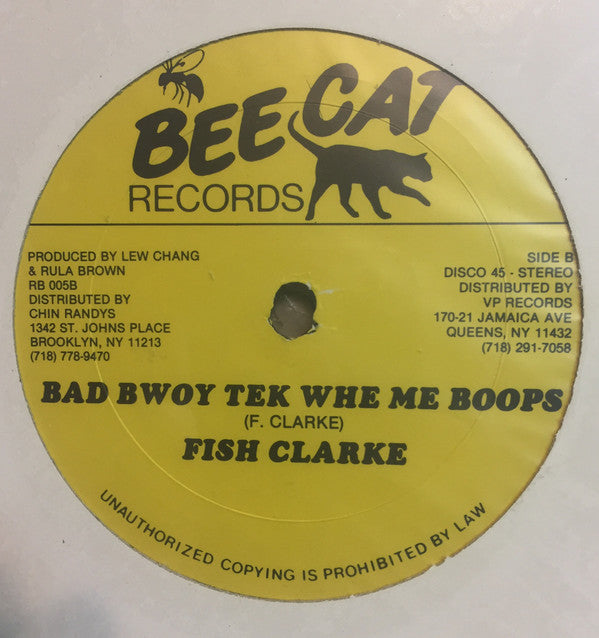 BEE CAT
RECORDS
PRODUCED BY LEW CHANG
& RULA BROWN
RB 005B
DISTRIBUTED BY
CHIN RANDYS
1342 ST. JOHNS PLACE
BROOKLYN, NY 11213
(718) 778-9470
SIDE B
DISCO 45 - STEREO
DISTRIBUTED BY
VP RECORDS
170-21 JAMAICA AVE
QUEENS, NY 11432
(718) 291-7058
BAD BWOY TEK WHE ME BOOPS
(F. CLARKE)
FISH CLARKE
UNAUTHORIZED COPYING IS PROHIBITED BY LAW